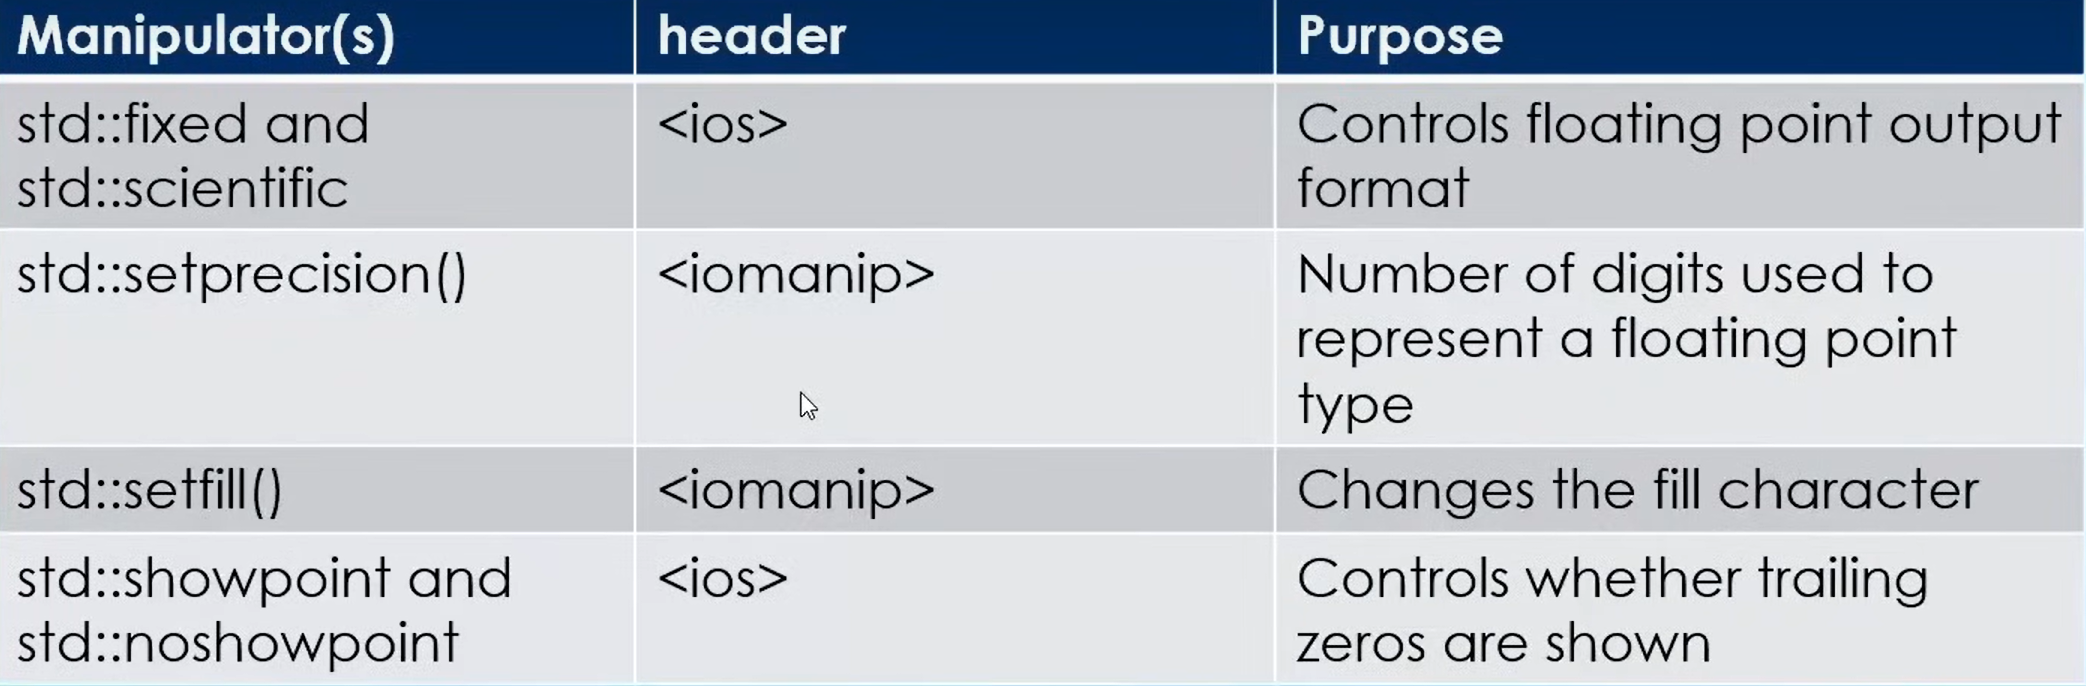 Manipulator(s)
header
Purpose
std::fixed and
std::scientific
<ios>
Controls floating point output
format
std::setprecision()
<iomanip>
Number of digits used to
represent a floating point
type
std::setfill()
<iomanip>
Changes the fill character
std::showpoint and
std::noshowpoint
<ios>
Controls whether trailing
zeros are shown